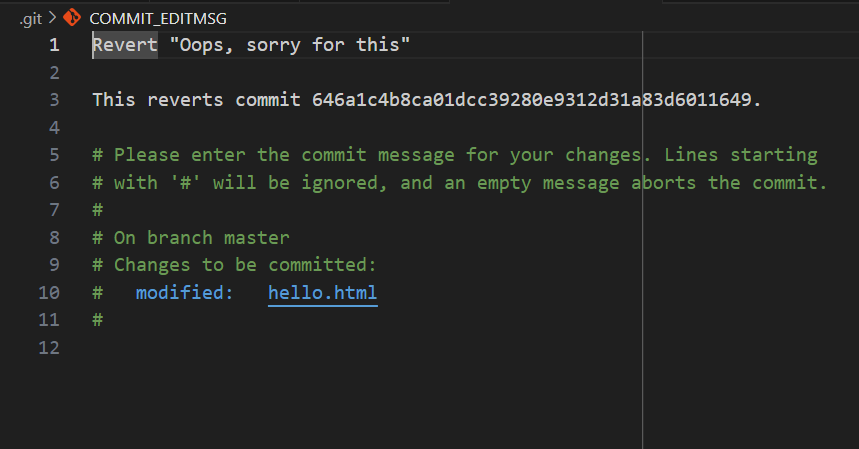 .git > COMMIT_EDITMSG
1 Revert "Oops, sorry for this"
2
3 This reverts commit 646a1c4b8ca01dcc39280e9312d31a83d6011649.
4
5 # Please enter the commit message for your changes. Lines starting
6 # with '#' will be ignored, and an empty message aborts the commit.
7 #
8 # On branch master
9 # Changes to be committed:
10 #   modified:   hello.html
11 #
12